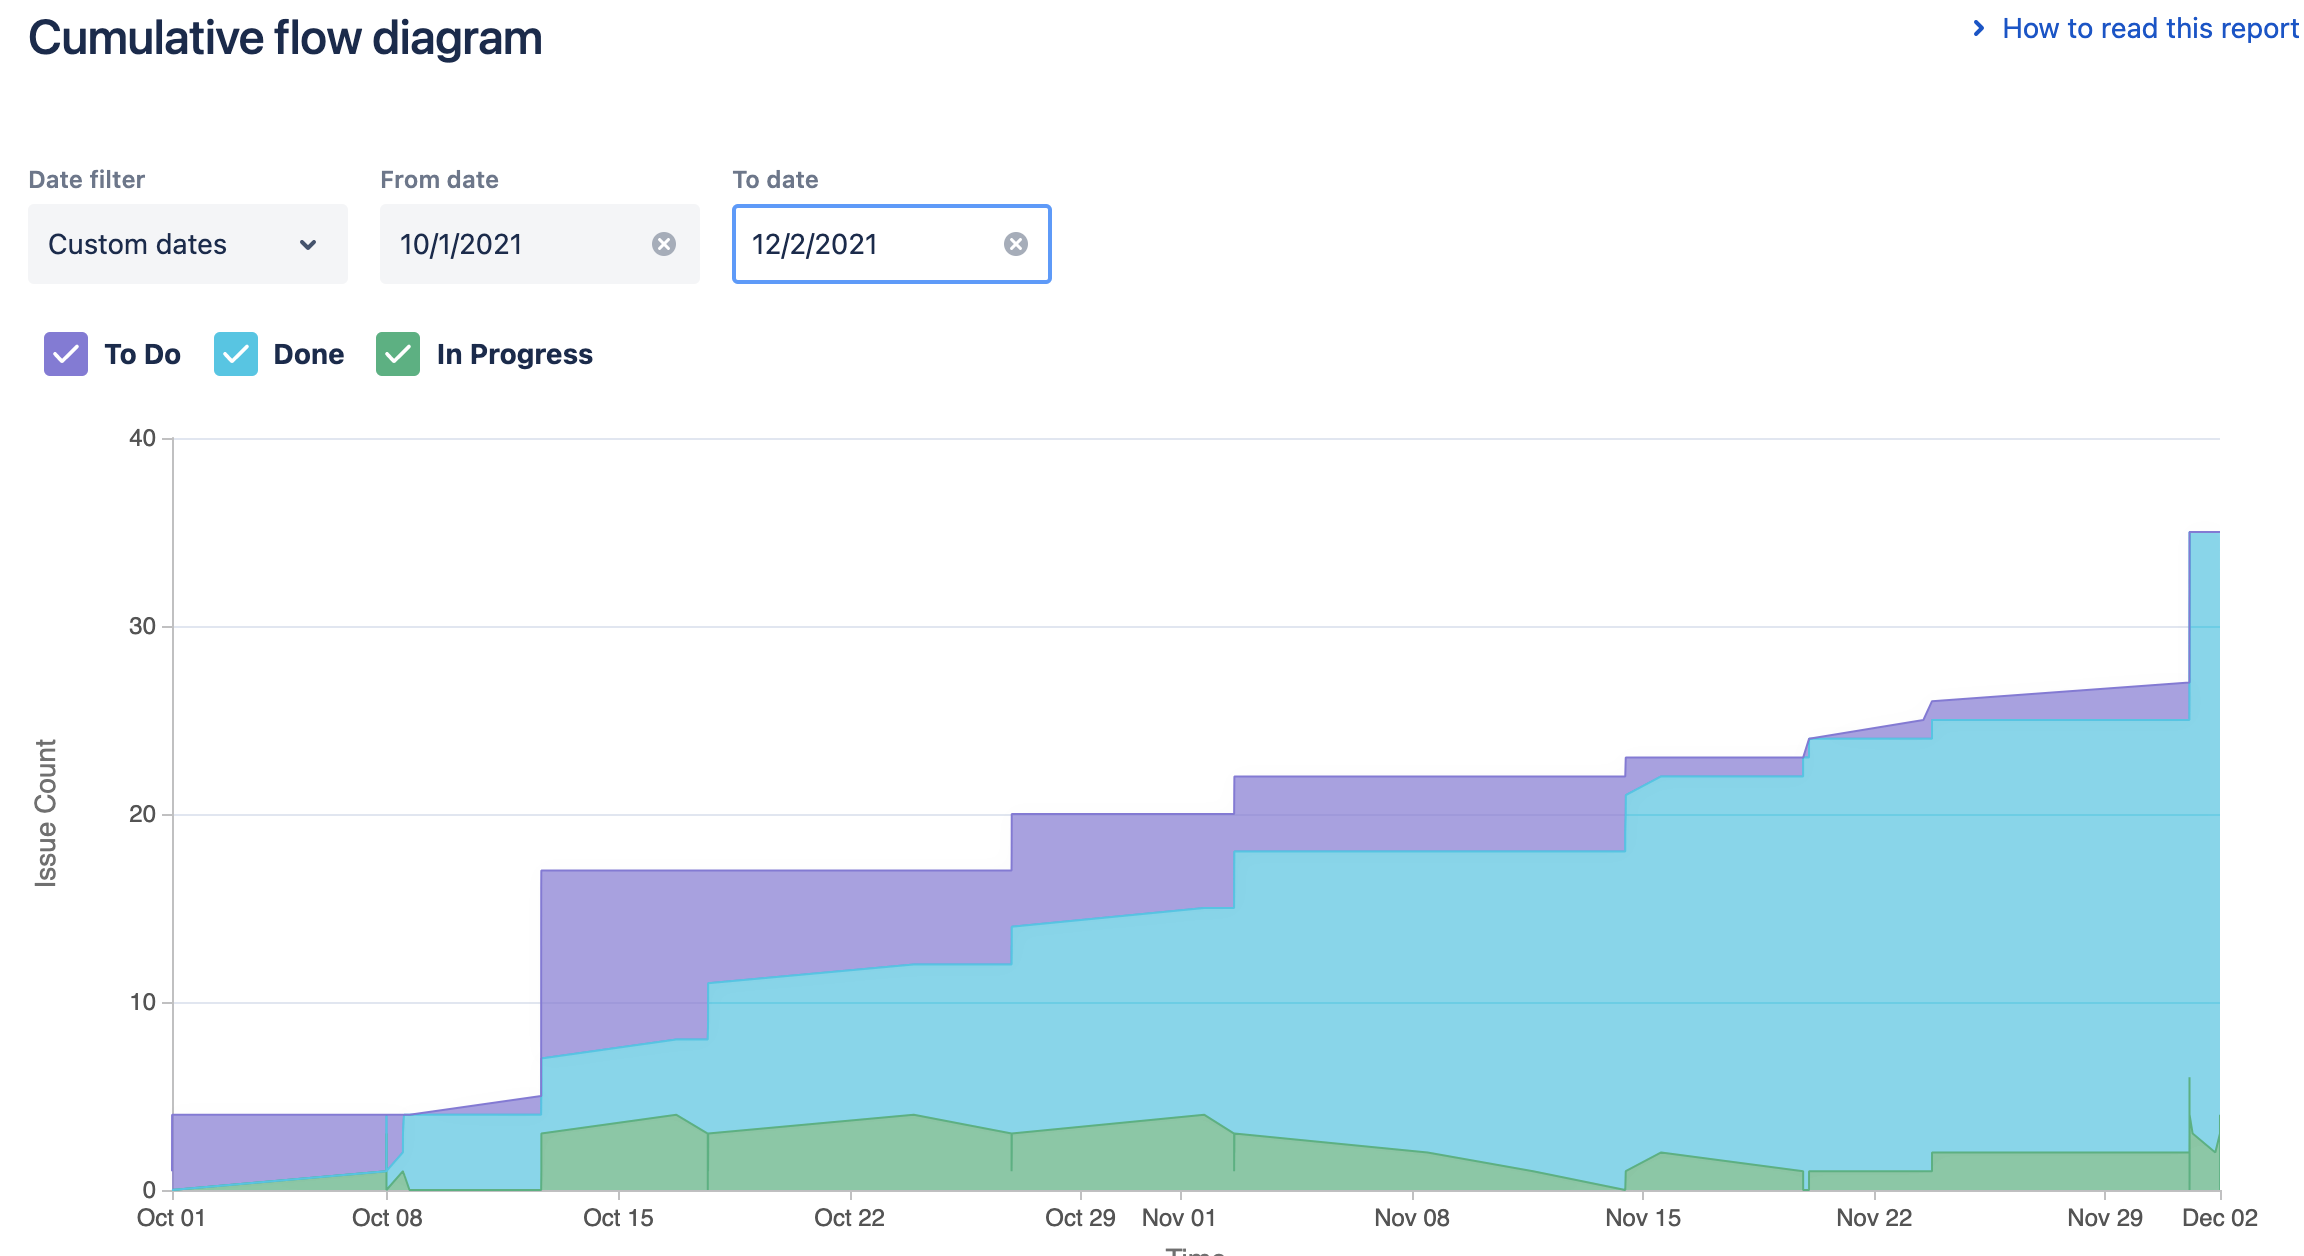 Cumulative flow diagram
How to read this report
Date filter
From date
To date
Custom dates
10/1/2021
12/2/2021
To Do
Done
In Progress
40
30
20
10
0
Issue Count
Oct 01
Oct 08
Oct 15
Oct 22
Oct 29
Nov 01
Nov 08
Nov 15
Nov 22
Nov 29
Dec 02
Time